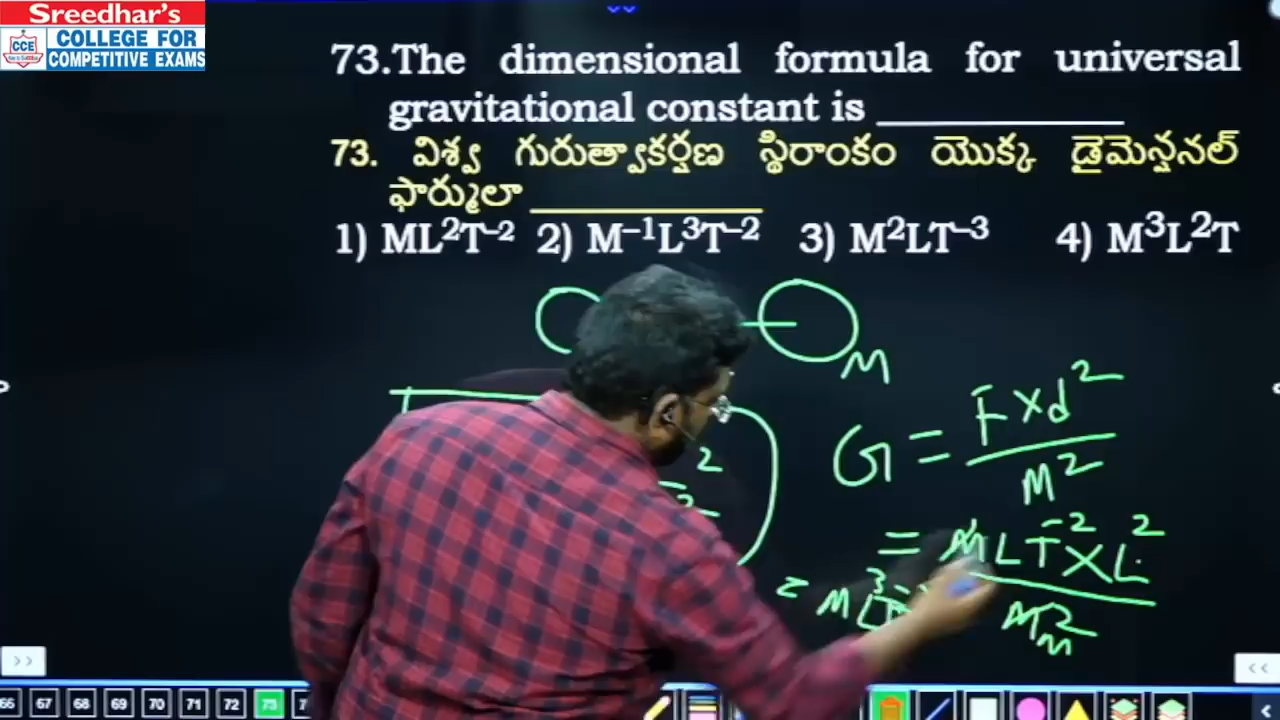 Sreedhar's
CCE
COLLEGE FOR
COMPETITIVE EXAMS
73.The dimensional formula for universal
gravitational constant is ____________
73. విశ్వ గురుత్వాకర్షణ స్థిరాంకం యొక్క డైమెన్షనల్
ఫార్ములా ____________
1) ML²T⁻² 2) M⁻¹L³T⁻² 3) M²LT⁻³ 4) M³L²T
M
G = F×d²
M²
= MLT⁻²×L²
M²
66 67 68 69 70 71 72 73